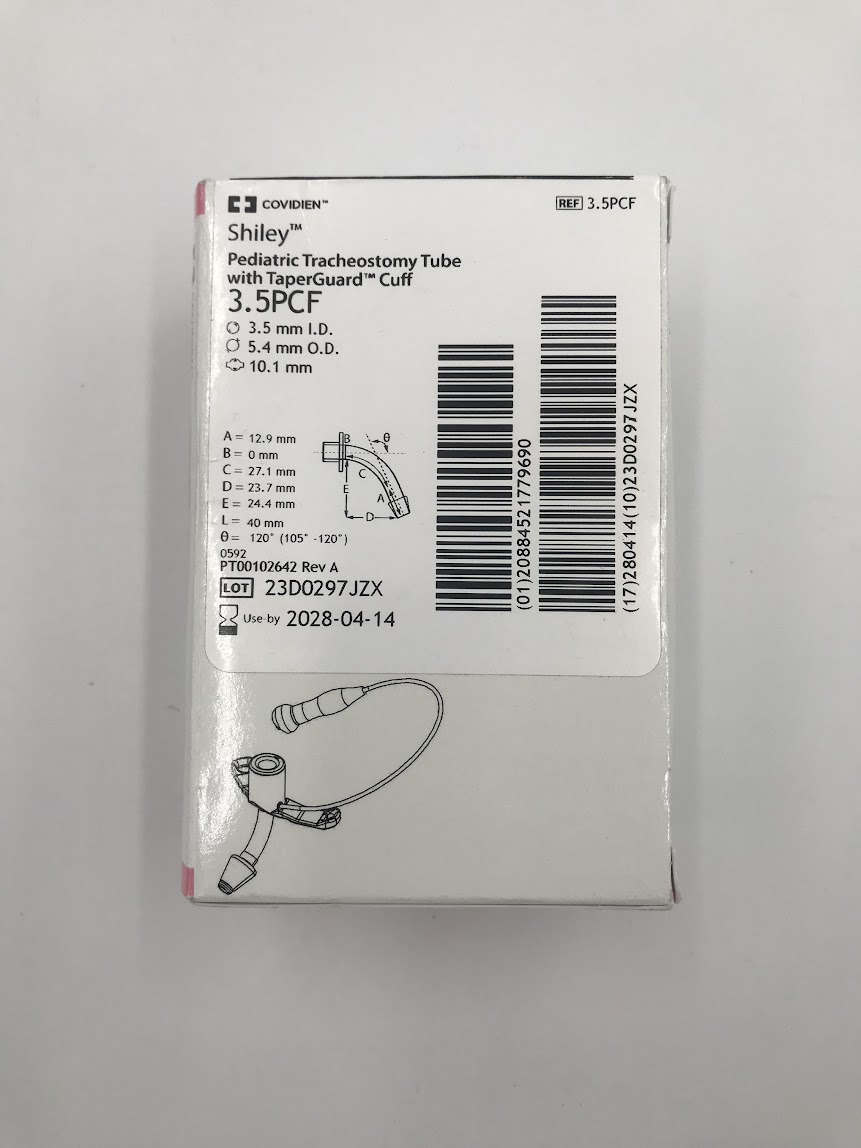 COVIDIEN™
REF 3.5PCF
Shiley™
Pediatric Tracheostomy Tube
with TaperGuard™ Cuff
3.5PCF
3.5 mm I.D.
5.4 mm O.D.
10.1 mm
A = 12.9 mm
B = 0 mm
C = 27.1 mm
D = 23.7 mm
E = 24.4 mm
L = 40 mm
θ = 120° (105° -120°)
B
θ
C
E
A
D
0592
PT00102642 Rev A
LOT 23D0297JZX
Use-by 2028-04-14
(01)20884521779690
(17)280414(10)23D0297JZX